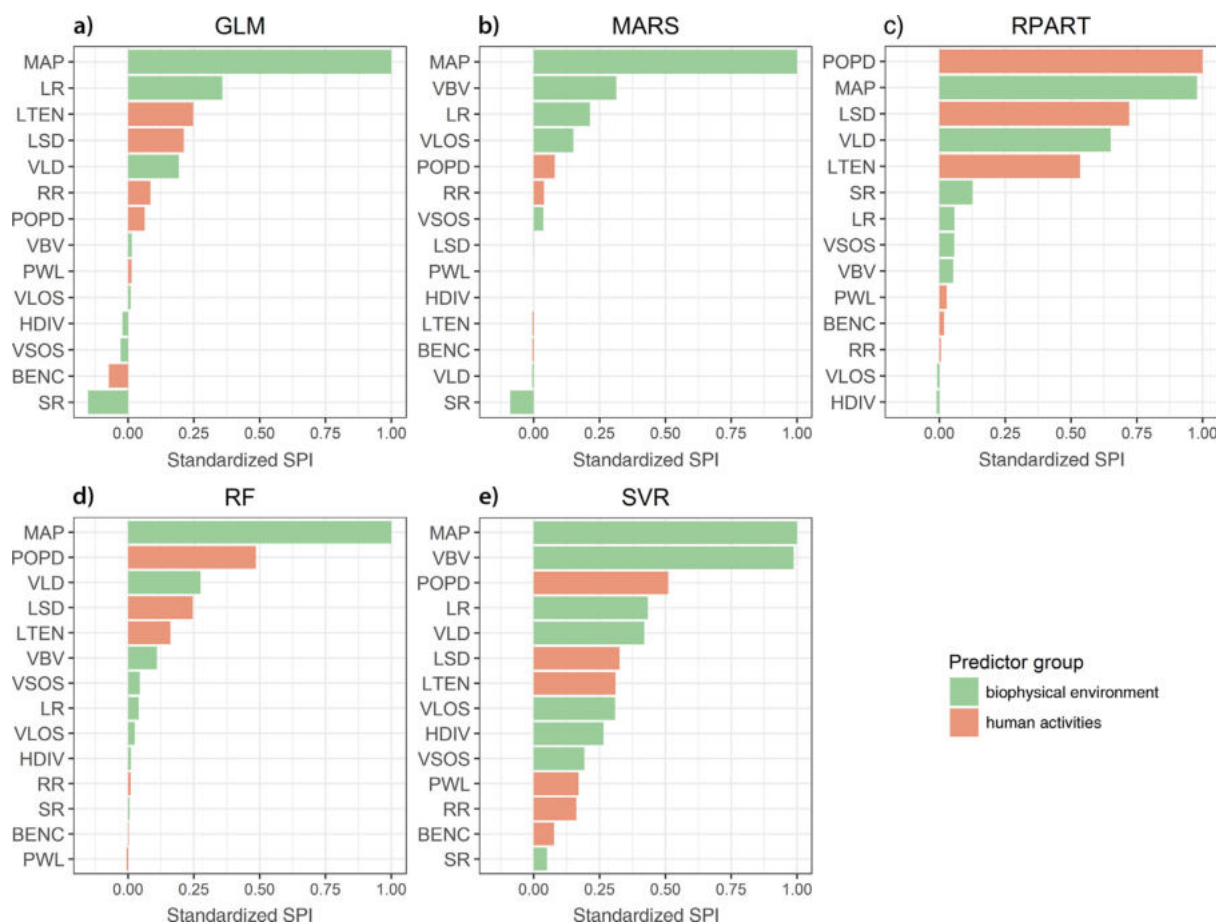 a) GLM
MAP
LR
LTEN
LSD
VLD
RR
POPD
VBV
PWL
VLOS
HDIV
VSOS
BENC
SR
0.00 0.25 0.50 0.75 1.00
Standardized SPI
b) MARS
MAP
VBV
LR
VLOS
POPD
RR
VSOS
LSD
PWL
HDIV
LTEN
BENC
VLD
SR
0.00 0.25 0.50 0.75 1.00
Standardized SPI
c) RPART
POPD
MAP
LSD
VLD
LTEN
SR
LR
VSOS
VBV
PWL
BENC
RR
VLOS
HDIV
0.00 0.25 0.50 0.75 1.00
Standardized SPI
d) RF
MAP
POPD
VLD
LSD
LTEN
VBV
VSOS
LR
VLOS
HDIV
RR
SR
BENC
PWL
0.00 0.25 0.50 0.75 1.00
Standardized SPI
e) SVR
MAP
VBV
POPD
LR
VLD
LSD
LTEN
VLOS
HDIV
VSOS
PWL
RR
BENC
SR
0.00 0.25 0.50 0.75 1.00
Standardized SPI
Predictor group
biophysical environment
human activities